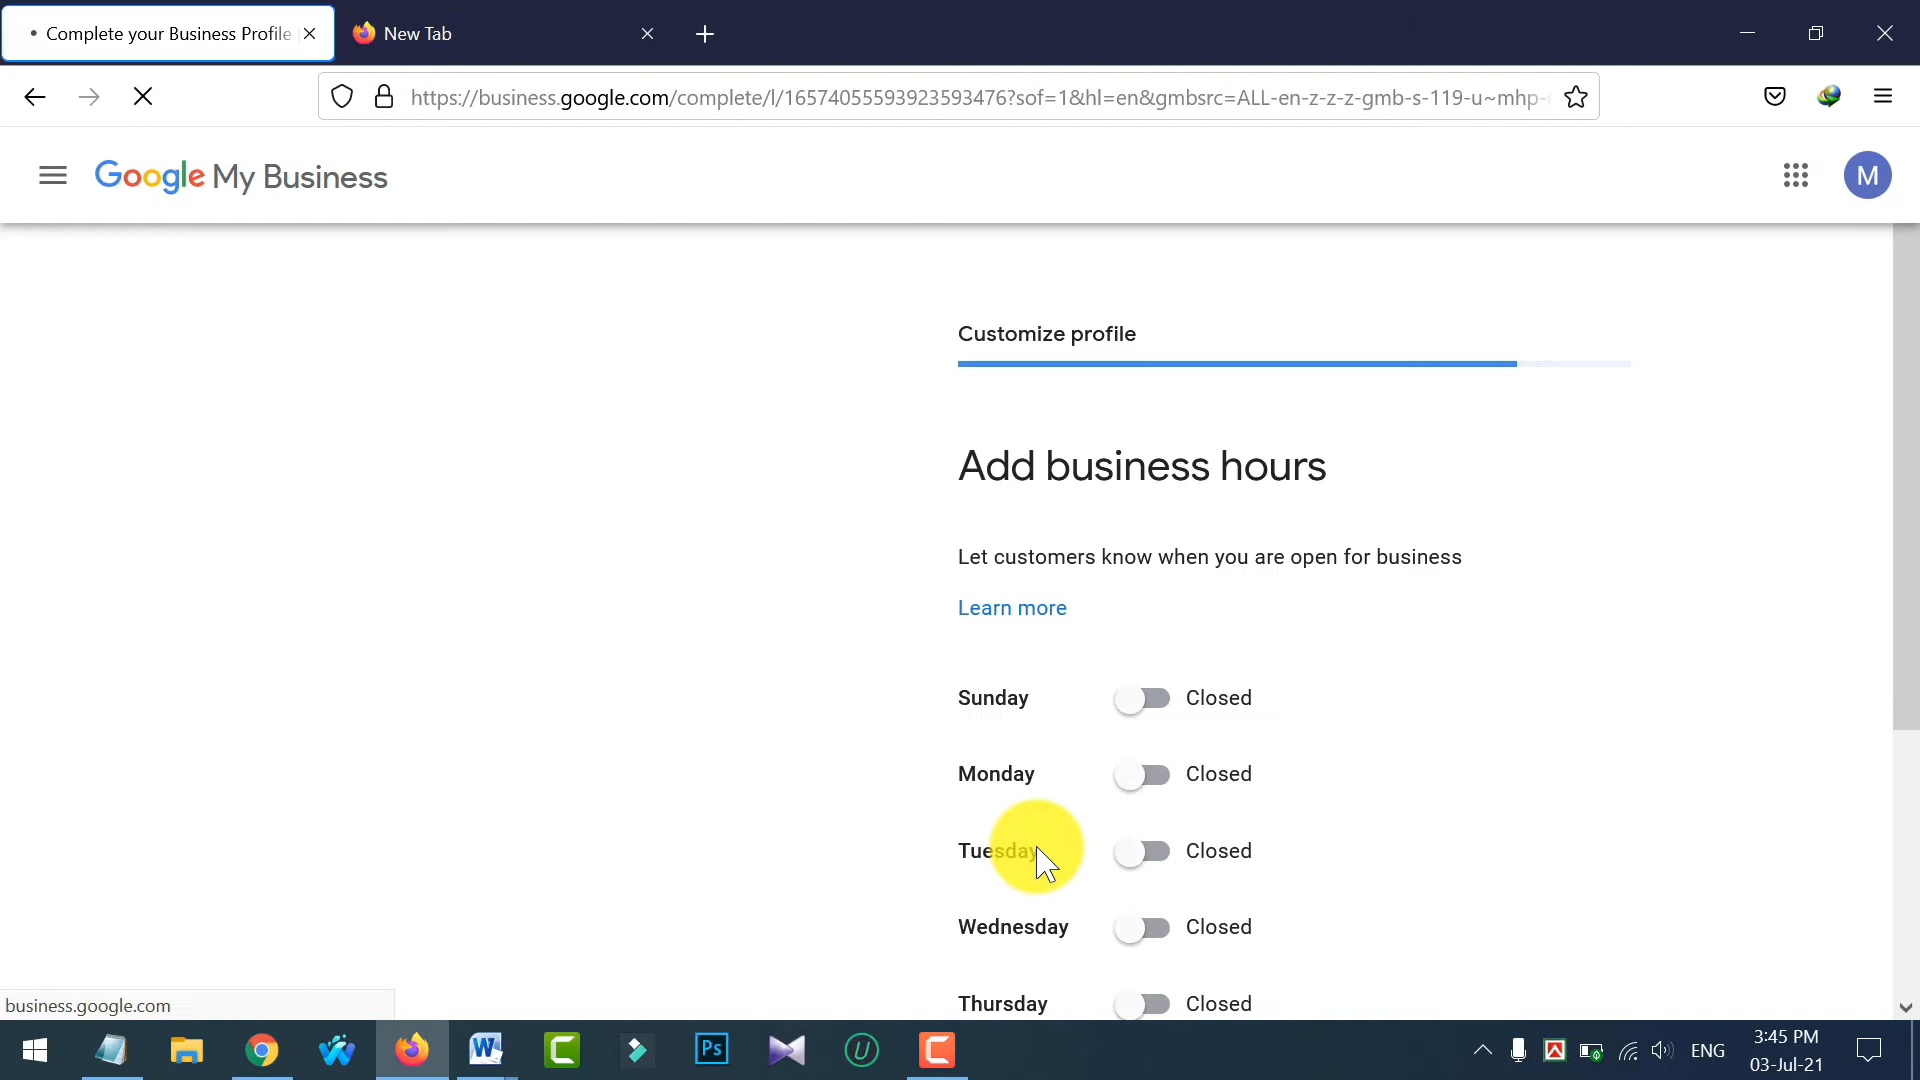 Complete your Business Profile
New Tab
https://business.google.com/complete/l/16574055593923593476?sof=1&hl=en&gmbsrc=ALL-en-z-z-z-gmb-s-119-u~mhp-
Google My Business
M
Customize profile
Add business hours
Let customers know when you are open for business
Learn more
Sunday Closed
Monday Closed
Tuesday Closed
Wednesday Closed
Thursday Closed
business.google.com
W
Ps
U
ENG
3:45 PM
03-Jul-21